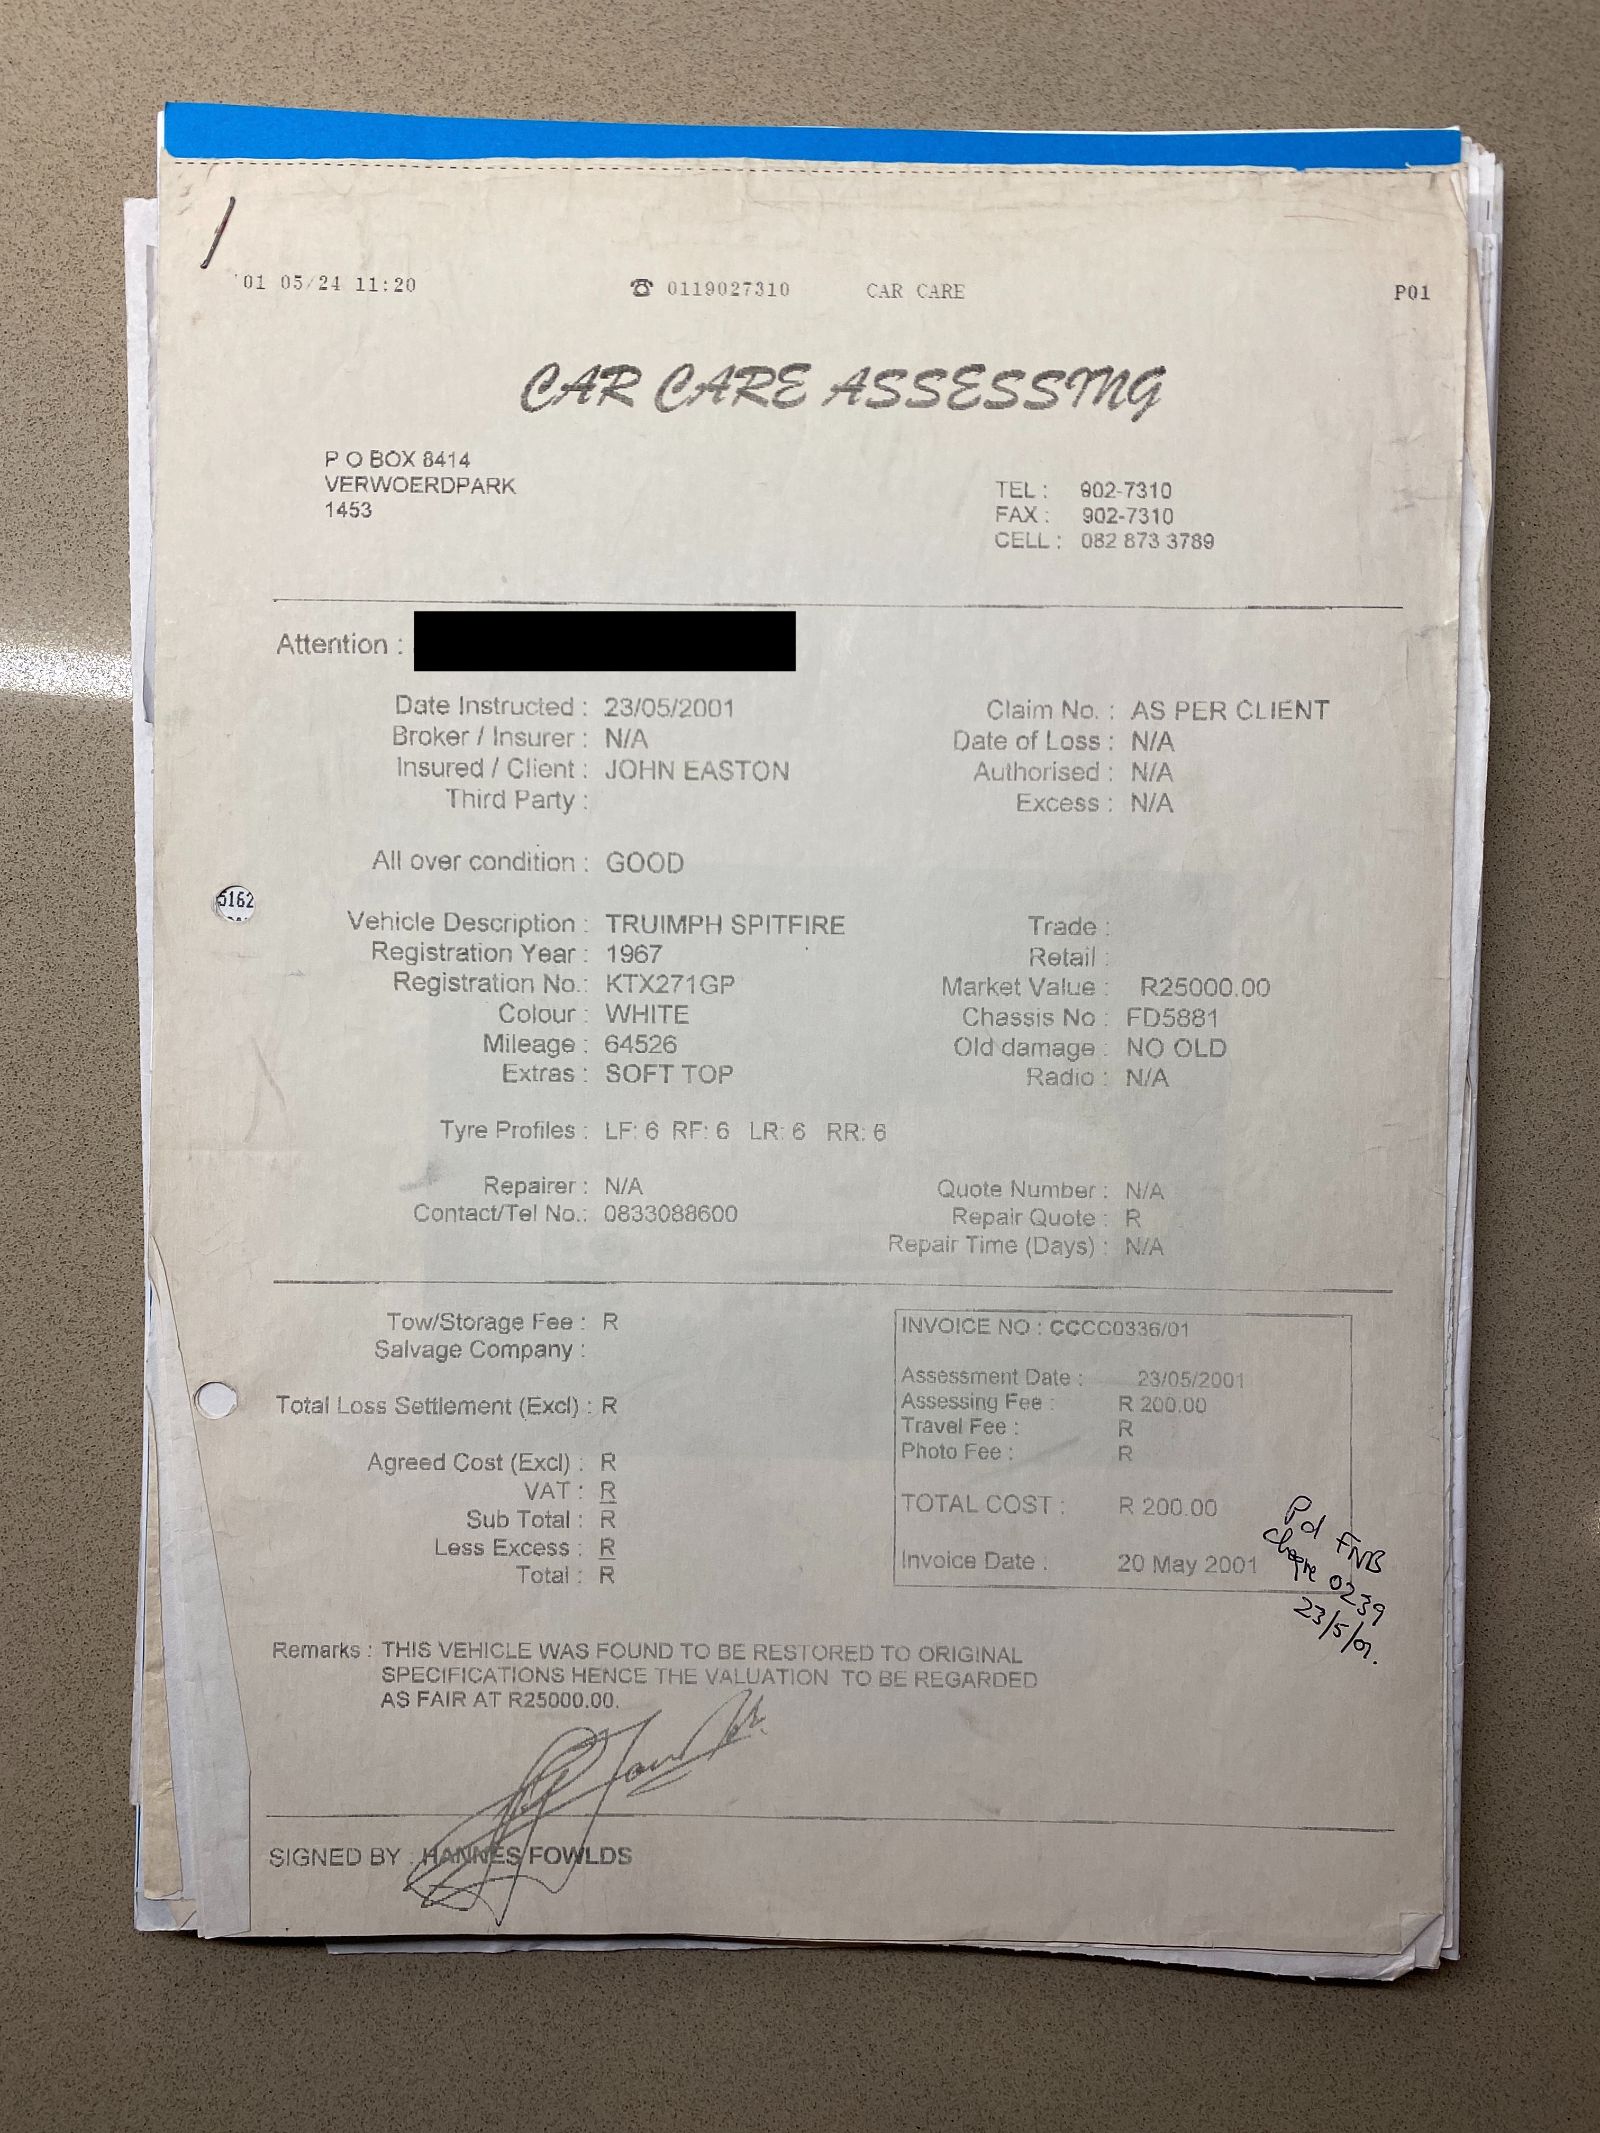 '01 05/24 11:20 ☎ 0119027310 CAR CARE P01
CAR CARE ASSESSING
P O BOX 8414
VERWOERDPARK
1453
TEL : 902-7310
FAX : 902-7310
CELL : 082 873 3789
Attention :
Date Instructed : 23/05/2001 Claim No. : AS PER CLIENT
Broker / Insurer : N/A Date of Loss : N/A
Insured / Client : JOHN EASTON Authorised : N/A
Third Party : Excess : N/A
All over condition : GOOD
5162
Vehicle Description : TRUIMPH SPITFIRE Trade :
Registration Year : 1967 Retail :
Registration No.: KTX271GP Market Value : R25000.00
Colour : WHITE Chassis No : FD5881
Mileage : 64526 Old damage : NO OLD
Extras : SOFT TOP Radio : N/A
Tyre Profiles : LF: 6 RF: 6 LR: 6 RR: 6
Repairer : N/A Quote Number : N/A
Contact/Tel No.: 0833088600 Repair Quote : R
Repair Time (Days) : N/A
Tow/Storage Fee : R
Salvage Company :
Total Loss Settlement (Excl) : R
Agreed Cost (Excl) : R
VAT : R
Sub Total : R
Less Excess : R
Total : R
INVOICE NO : CCCC0336/01
Assessment Date : 23/05/2001
Assessing Fee : R 200.00
Travel Fee : R
Photo Fee : R
TOTAL COST : R 200.00
Invoice Date : 20 May 2001
Pd FNB
Cheque 0239
23/5/01.
Remarks : THIS VEHICLE WAS FOUND TO BE RESTORED TO ORIGINAL
SPECIFICATIONS HENCE THE VALUATION TO BE REGARDED
AS FAIR AT R25000.00.
SIGNED BY : HANNES FOWLDS